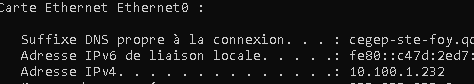 Carte Ethernet Ethernet0 :
Suffixe DNS propre à la connexion. . . : cegep-ste-foy.qc
Adresse IPv6 de liaison locale. . . . .: fe80::c47d:2ed7:
Adresse IPv4. . . . . . . . . . . . . .: 10.100.1.232